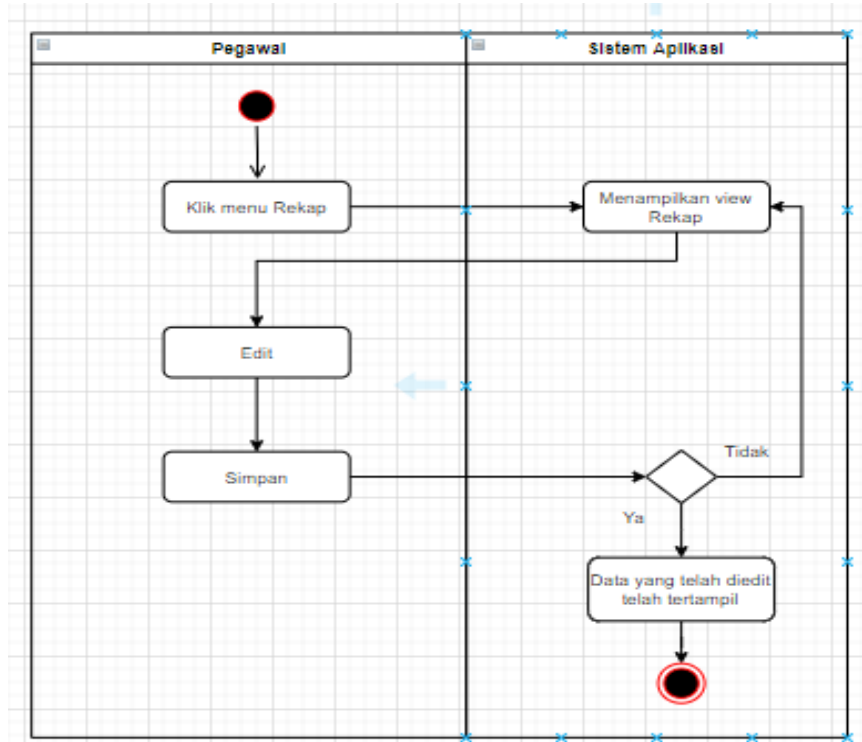 Pegawai
Sistem Aplikasi
Klik menu Rekap
Menampilkan view
Rekap
Edit
Simpan
Tidak
Ya
Data yang telah diedit
telah tertampil